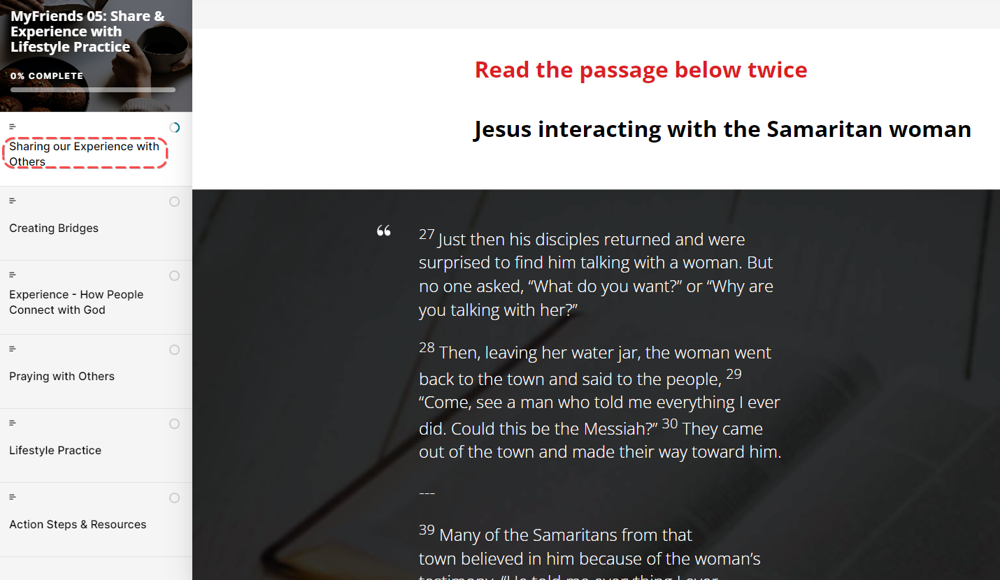 MyFriends 05: Share &
Experience with
Lifestyle Practice
0% COMPLETE
Sharing our Experience with
Others
Creating Bridges
Experience - How People
Connect with God
Praying with Others
Lifestyle Practice
Action Steps & Resources
Read the passage below twice
Jesus interacting with the Samaritan woman
“
27 Just then his disciples returned and were
surprised to find him talking with a woman. But
no one asked, “What do you want?” or “Why are
you talking with her?”
28 Then, leaving her water jar, the woman went
back to the town and said to the people, 29
“Come, see a man who told me everything I ever
did. Could this be the Messiah?” 30 They came
out of the town and made their way toward him.
---
39 Many of the Samaritans from that
town believed in him because of the woman’s
testimony, “He told me everything I ever